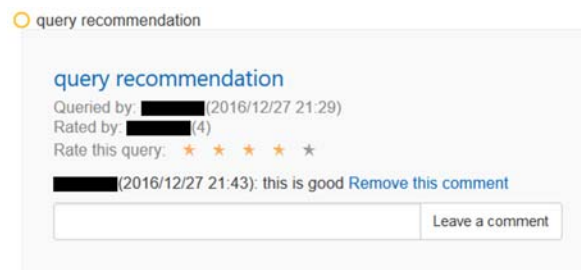 query recommendation
query recommendation
Queried by: (2016/12/27 21:29)
Rated by: (4)
Rate this query:
(2016/12/27 21:43): this is good Remove this comment
Leave a comment